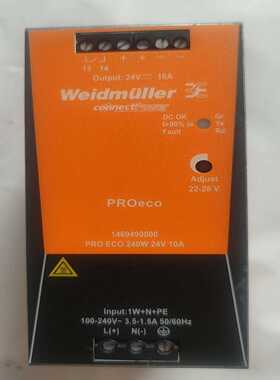 13 14 + + − −
Output: 24V⎓ 10A
Weidmüller
connectPower
DC OK Gr
I>90% Ye
Fault Rd
Adjust
22-28 V
PROeco
1469490000
PRO ECO 240W 24V 10A
Input:1W+N+PE
100-240V~ 3.5-1.6A 50/60Hz
L(+) N(-)